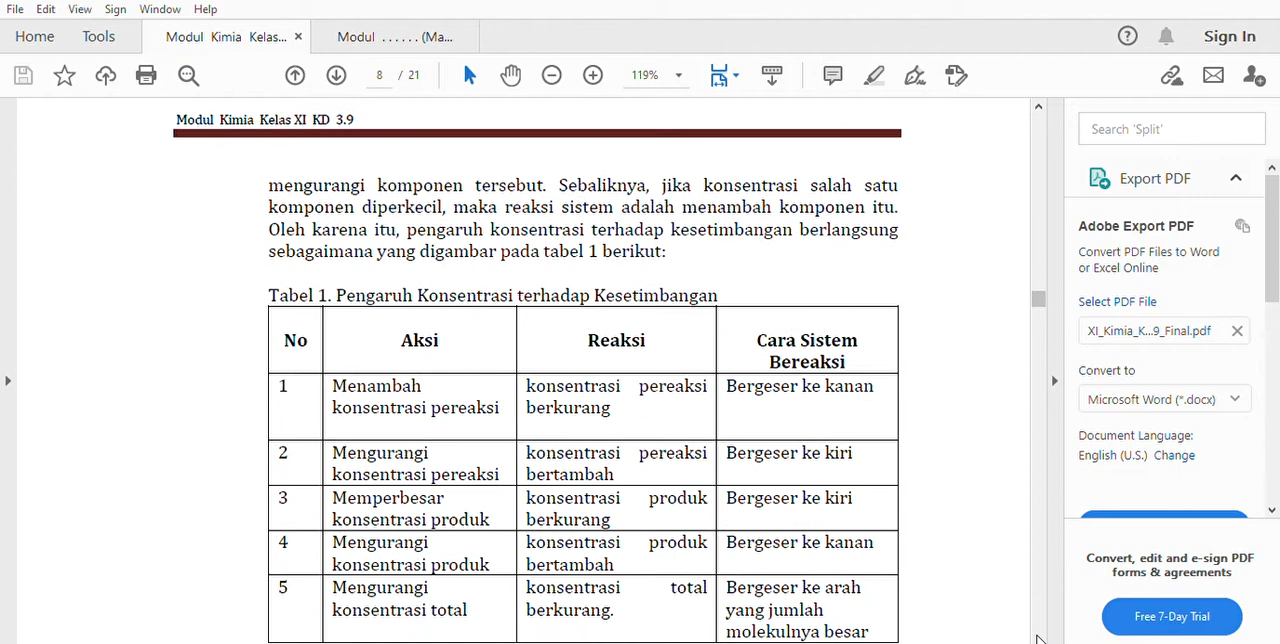 File Edit View Sign Window Help
Home Tools Modul Kimia Kelas... × Modul ......(Ma... Sign In
8 / 21 119%
Modul Kimia Kelas XI KD 3.9
mengurangi komponen tersebut. Sebaliknya, jika konsentrasi salah satu
komponen diperkecil, maka reaksi sistem adalah menambah komponen itu.
Oleh karena itu, pengaruh konsentrasi terhadap kesetimbangan berlangsung
sebagaimana yang digambar pada tabel 1 berikut:
Tabel 1. Pengaruh Konsentrasi terhadap Kesetimbangan
No Aksi Reaksi Cara Sistem
Bereaksi
1 Menambah konsentrasi pereaksi Bergeser ke kanan
konsentrasi pereaksi berkurang
2 Mengurangi konsentrasi pereaksi Bergeser ke kiri
konsentrasi pereaksi bertambah
3 Memperbesar konsentrasi produk Bergeser ke kiri
konsentrasi produk berkurang
4 Mengurangi konsentrasi produk Bergeser ke kanan
konsentrasi produk bertambah
5 Mengurangi konsentrasi total Bergeser ke arah
konsentrasi total berkurang. yang jumlah
molekulnya besar
Search 'Split'
Export PDF
Adobe Export PDF
Convert PDF Files to Word
or Excel Online
Select PDF File
XI_Kimia_K...9_Final.pdf
Convert to
Microsoft Word (*.docx)
Document Language:
English (U.S.) Change
Convert, edit and e-sign PDF
forms & agreements
Free 7-Day Trial